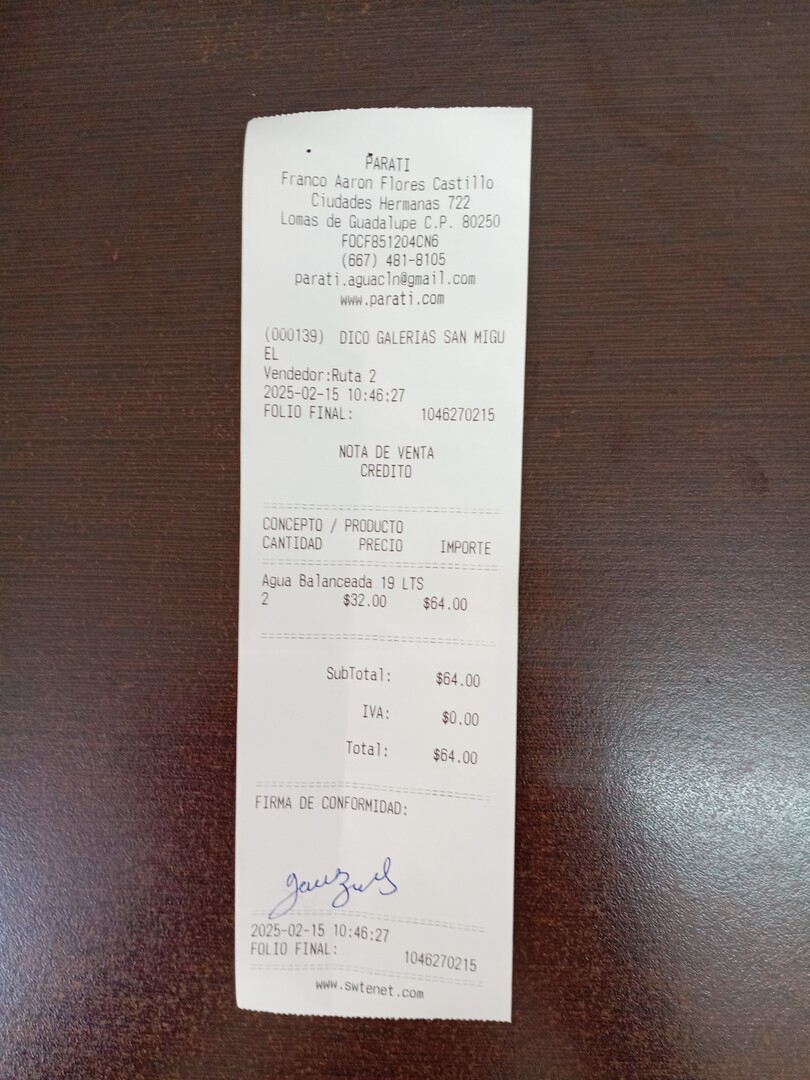 PARATI
Franco Aaron Flores Castillo
Ciudades Hermanas 722
Lomas de Guadalupe C.P. 80250
FOCF851204CN6
(667) 481-8105
parati.aguacln@gmail.com
www.parati.com
(000139) DICO GALERIAS SAN MIGU
EL
Vendedor:Ruta 2
2025-02-15 10:46:27
FOLIO FINAL: 1046270215
NOTA DE VENTA
CREDITO
CONCEPTO / PRODUCTO
CANTIDAD PRECIO IMPORTE
Agua Balanceada 19 LTS
2 $32.00 $64.00
SubTotal: $64.00
IVA: $0.00
Total: $64.00
FIRMA DE CONFORMIDAD:
2025-02-15 10:46:27
FOLIO FINAL: 1046270215
www.swtenet.com